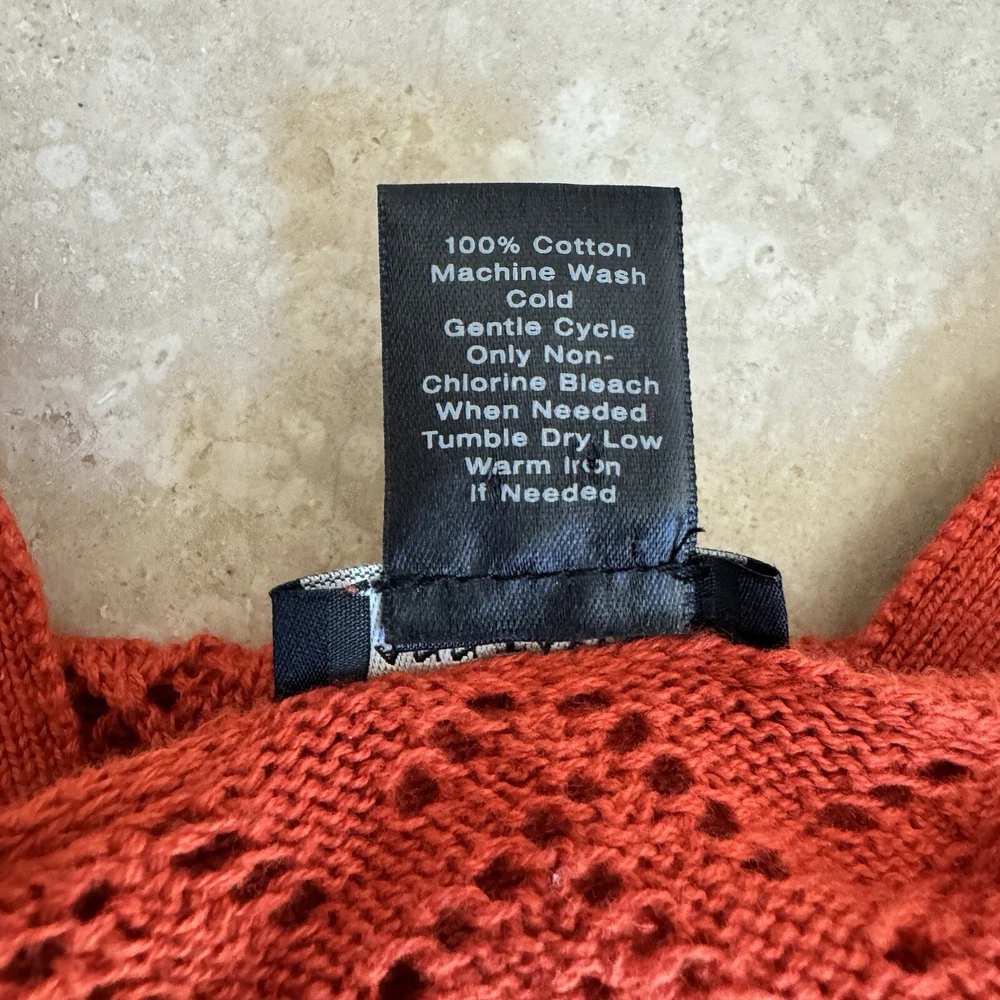 100% Cotton
Machine Wash
Cold
Gentle Cycle
Only Non-
Chlorine Bleach
When Needed
Tumble Dry Low
Warm Iron
If Needed